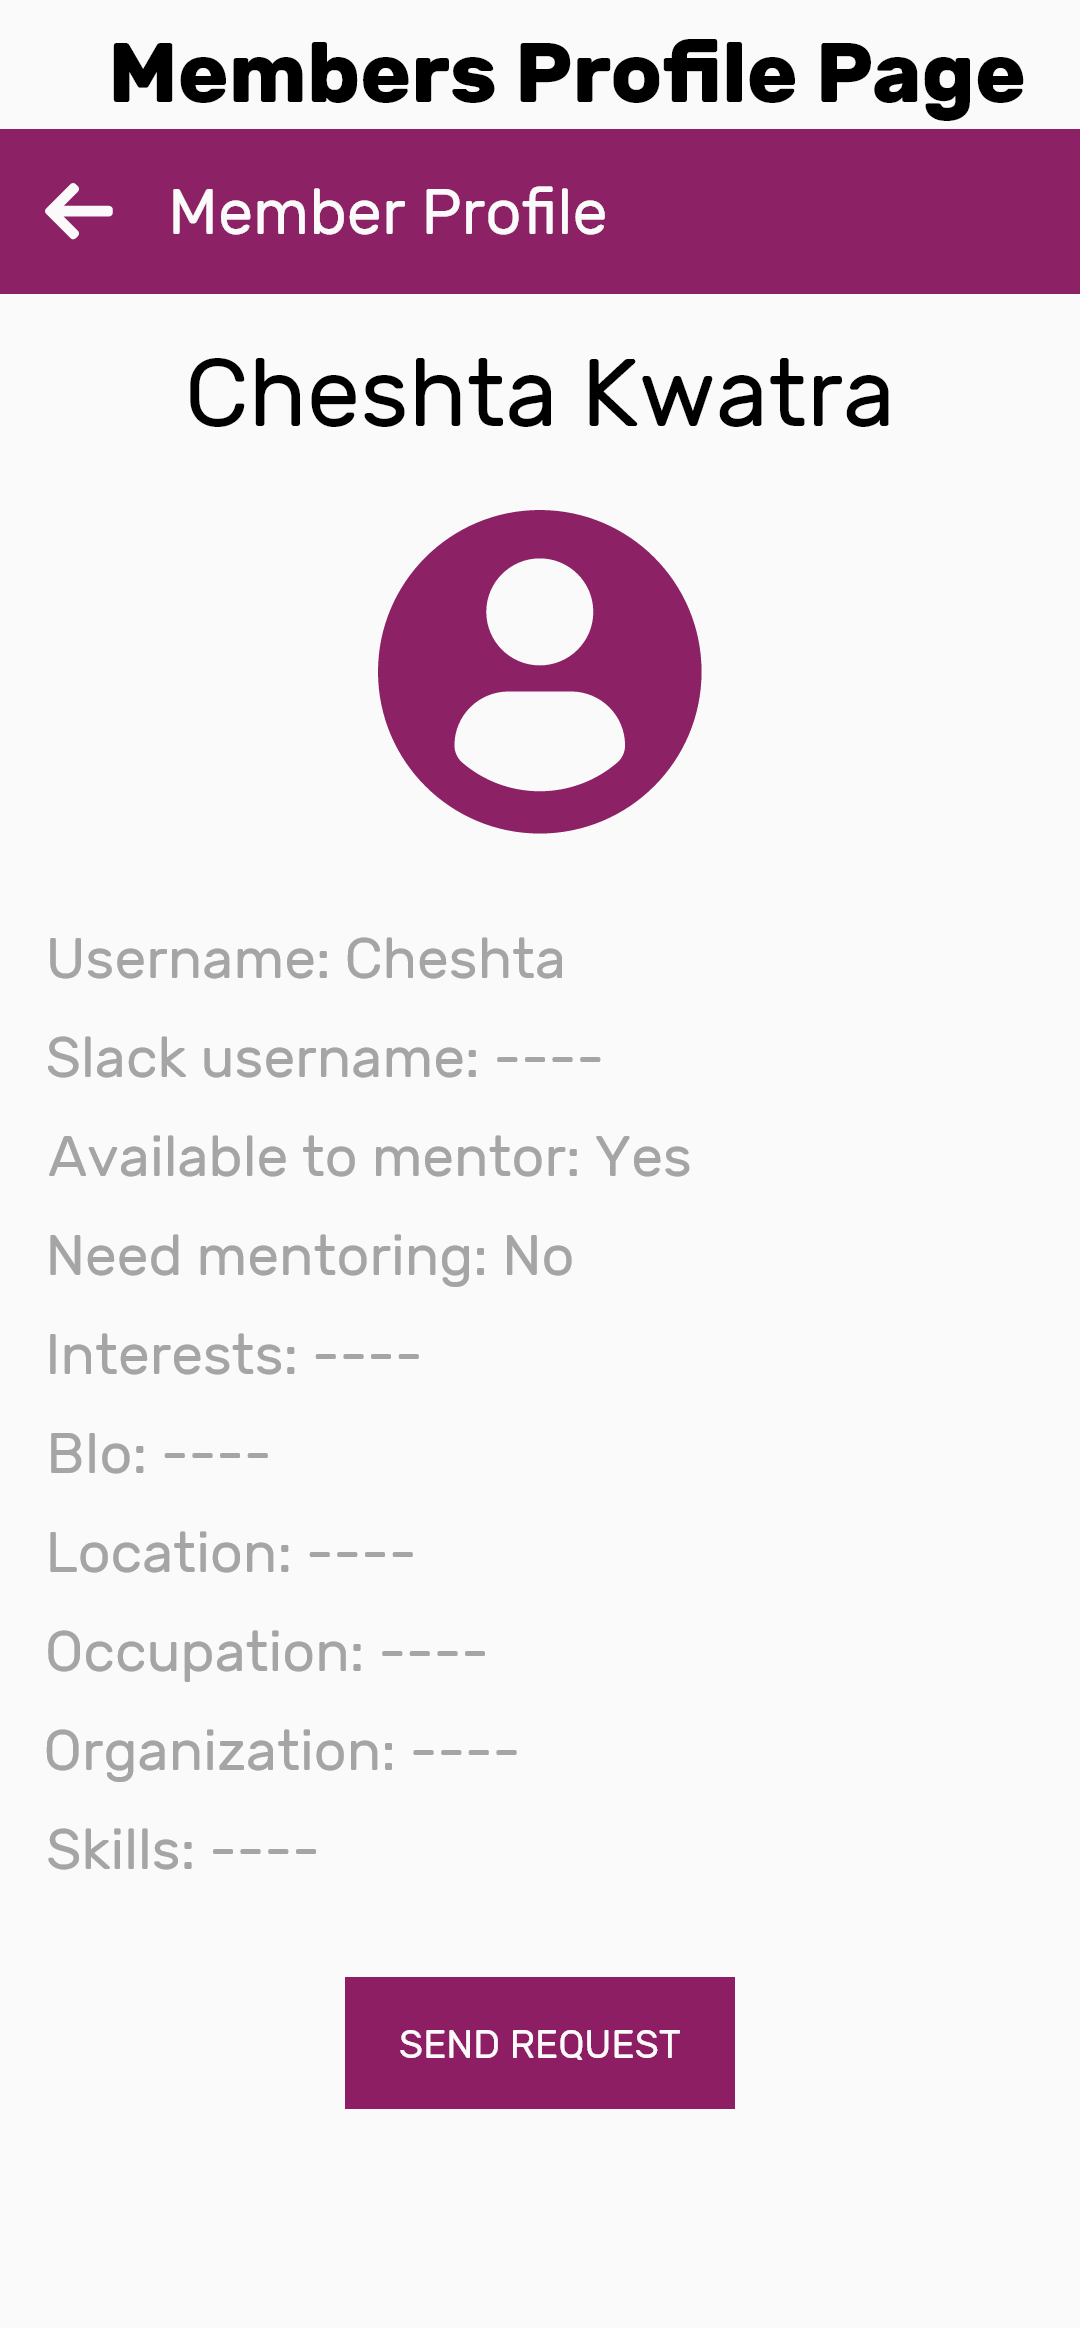 Members Profile Page
Member Profile
Cheshta Kwatra
Username: Cheshta
Slack username: ----
Available to mentor: Yes
Need mentoring: No
Interests: ----
BIo: ----
Location: ----
Occupation: ----
Organization: ----
Skills: ----
SEND REQUEST